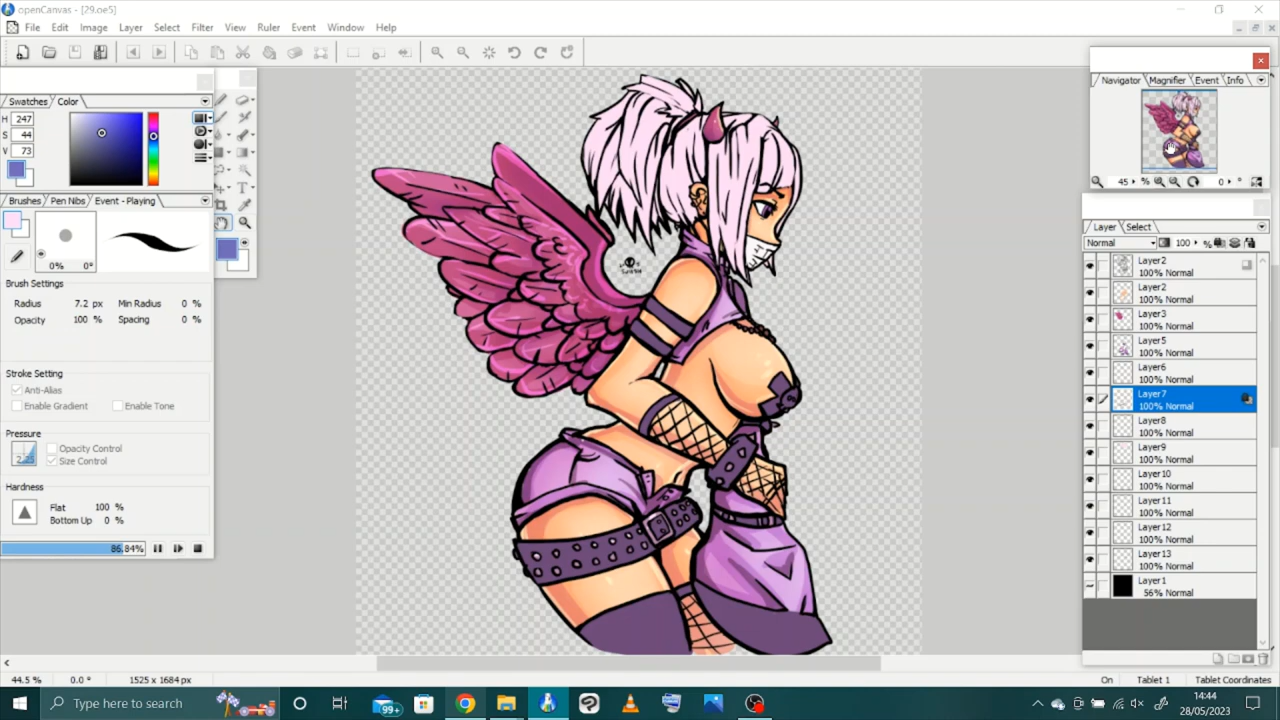 openCanvas - [29.oe5]
File Edit Image Layer Select Filter View Ruler Event Window Help
Swatches Color
H 247
S 44
V 73
Brushes Pen Nibs Event - Playing
0% 0°
Brush Settings
Radius 7.2 px Min Radius 0 %
Opacity 100 % Spacing 0 %
Stroke Setting
Anti-Alias
Enable Gradient Enable Tone
Pressure
Opacity Control
Size Control
Hardness
Flat 100 %
Bottom Up 0 %
86.84%
Navigator Magnifier Event Info
45 % 0 °
Layer Select
Normal 100 %
Layer2
100% Normal
Layer2
100% Normal
Layer3
100% Normal
Layer5
100% Normal
Layer6
100% Normal
Layer7
100% Normal
Layer8
100% Normal
Layer9
100% Normal
Layer10
100% Normal
Layer11
100% Normal
Layer12
100% Normal
Layer13
100% Normal
Layer1
56% Normal
44.5 % 0.0 ° 1525 x 1684 px On Tablet 1 Tablet Coordinates
Type here to search
99+
14:44
28/05/2023